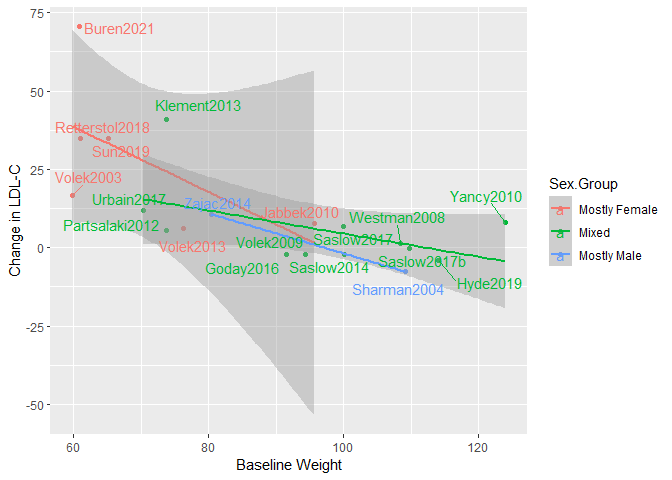 75
50
25
0
-25
-50
Change in LDL-C
Buren2021
Klement2013
Retterstol2018
Sun2019
Volek2003
Urbain2017
Zajac2014
Jabbek2010
Westman2008
Yancy2010
Partsalaki2012
Volek2013
Volek2009
Saslow2017
Goday2016
Saslow2014
Saslow2017b
Hyde2019
Sharman2004
60
80
100
120
Baseline Weight
Sex.Group
a Mostly Female
a Mixed
a Mostly Male